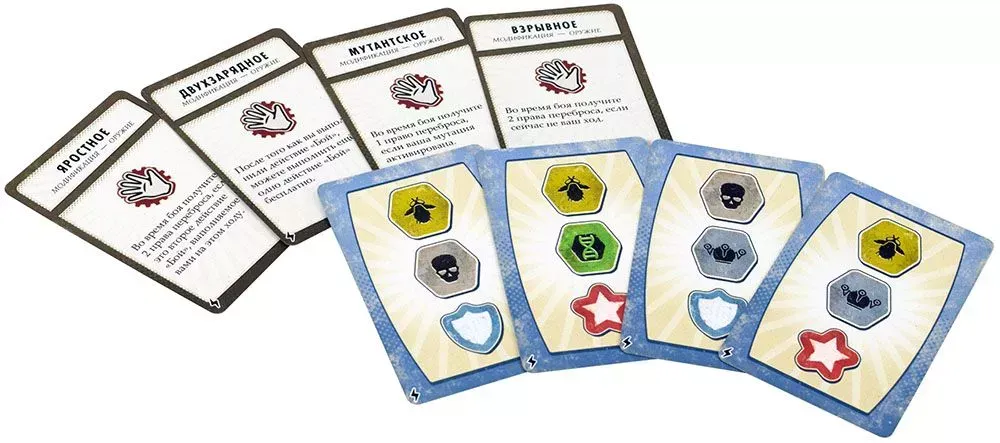 ЯРОСТНОЕ
МОДИФИКАЦИЯ — ОРУЖИЕ
Во время боя получите
2 права переброса, если
это второе действие
«Бой», выполняемое
вами на этом ходу.
ДВУХЗАРЯДНОЕ
МОДИФИКАЦИЯ — ОРУЖИЕ
После того как вы выпол-
нили действие «Бой»,
можете выполнить ещё
одно действие «Бой»
бесплатно.
МУТАНТСКОЕ
МОДИФИКАЦИЯ — ОРУЖИЕ
Во время боя получите
1 право переброса,
если ваша мутация
активирована.
ВЗРЫВНОЕ
МОДИФИКАЦИЯ — ОРУЖИЕ
Во время боя получите
2 права переброса, если
сейчас не ваш ход.